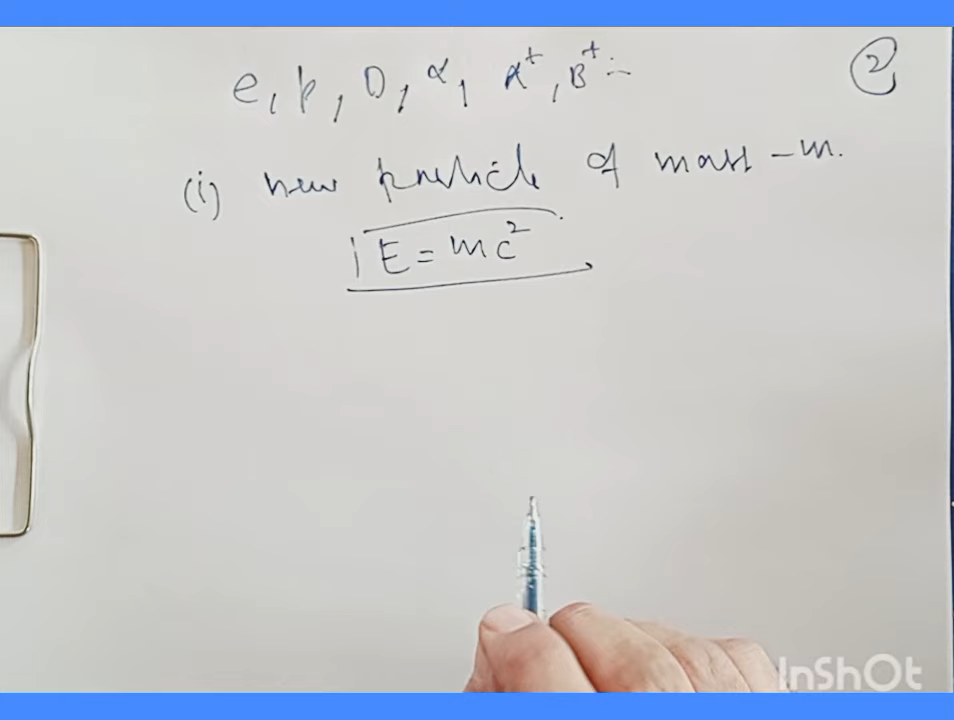 e, p, D, α, A⁺, B⁺ :-
2
(i) new particle of mass - m.
E = mc²
InShOt